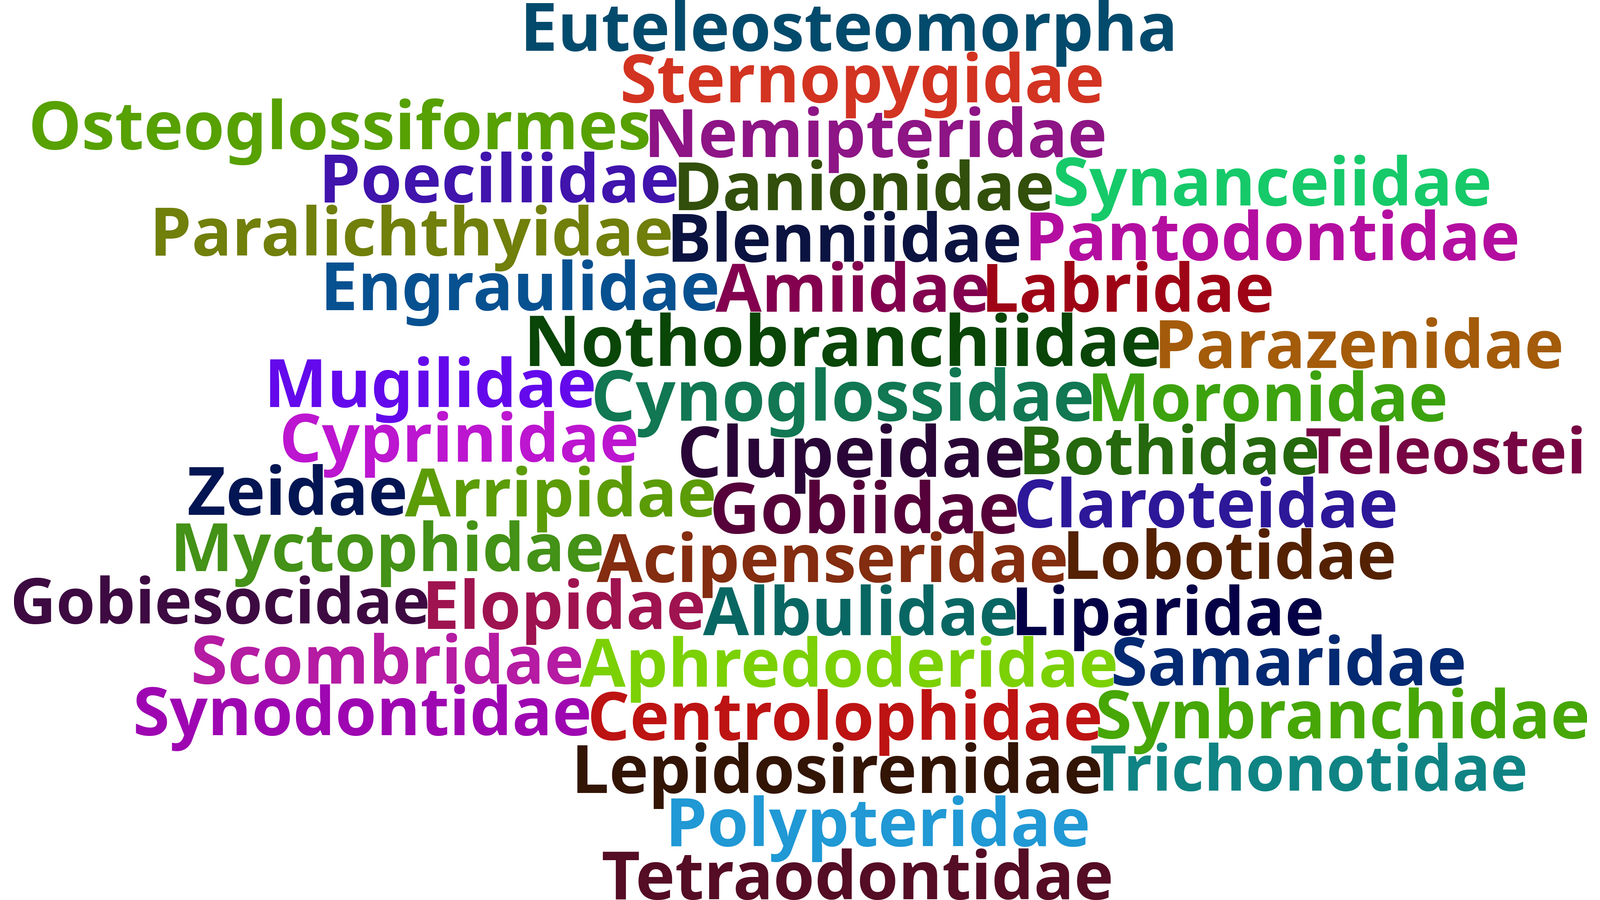 Euteleosteomorpha
Sternopygidae
Osteoglossiformes Nemipteridae
Poeciliidae Danionidae Synanceiidae
Paralichthyidae Blenniidae Pantodontidae
Engraulidae Amiidae Labridae
Nothobranchiidae Parazenidae
Mugilidae Cynoglossidae Moronidae
Cyprinidae Clupeidae Bothidae Teleostei
Zeidae Arripidae Gobiidae Claroteidae
Myctophidae Acipenseridae Lobotidae
Gobiesocidae Elopidae Albulidae Liparidae
Scombridae Aphredoderidae Samaridae
Synodontidae Centrolophidae Synbranchidae
Lepidosirenidae Trichonotidae
Polypteridae
Tetraodontidae